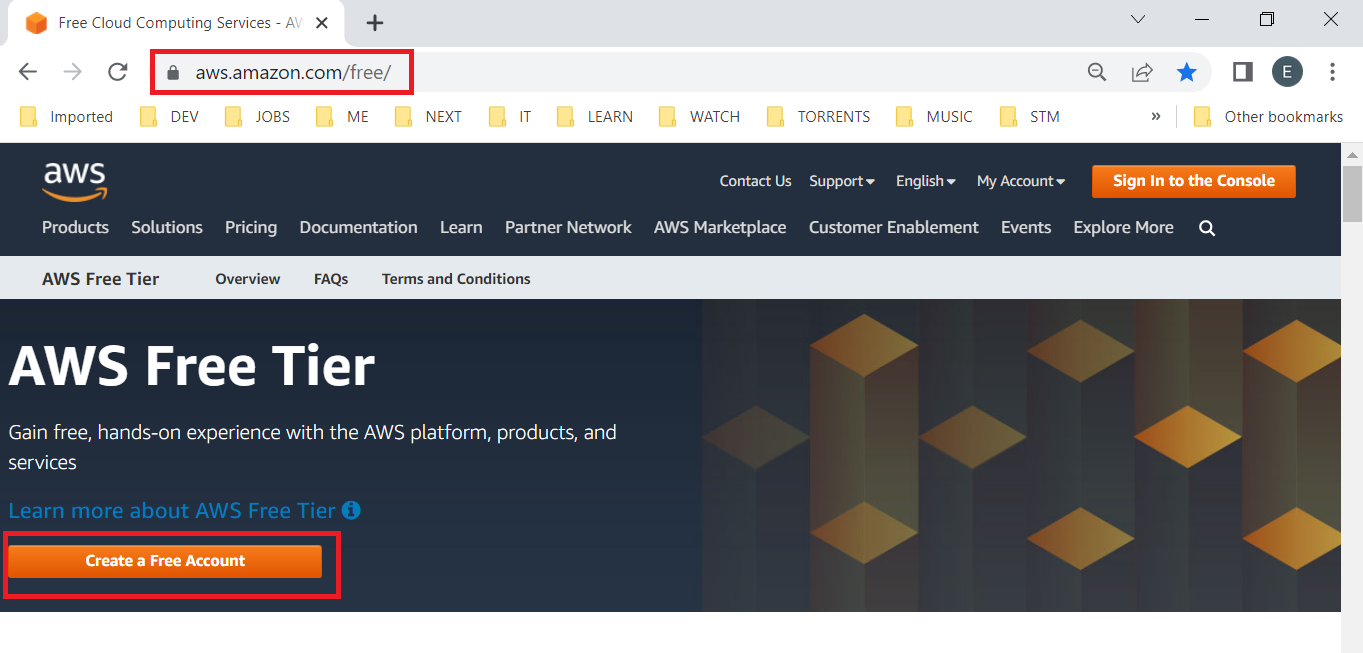 Free Cloud Computing Services - AW
aws.amazon.com/free/
E
Imported DEV JOBS ME NEXT IT LEARN WATCH TORRENTS MUSIC STM » Other bookmarks
aws
Contact Us Support English My Account Sign In to the Console
Products Solutions Pricing Documentation Learn Partner Network AWS Marketplace Customer Enablement Events Explore More
AWS Free Tier Overview FAQs Terms and Conditions
AWS Free Tier
Gain free, hands-on experience with the AWS platform, products, and
services
Learn more about AWS Free Tier
Create a Free Account